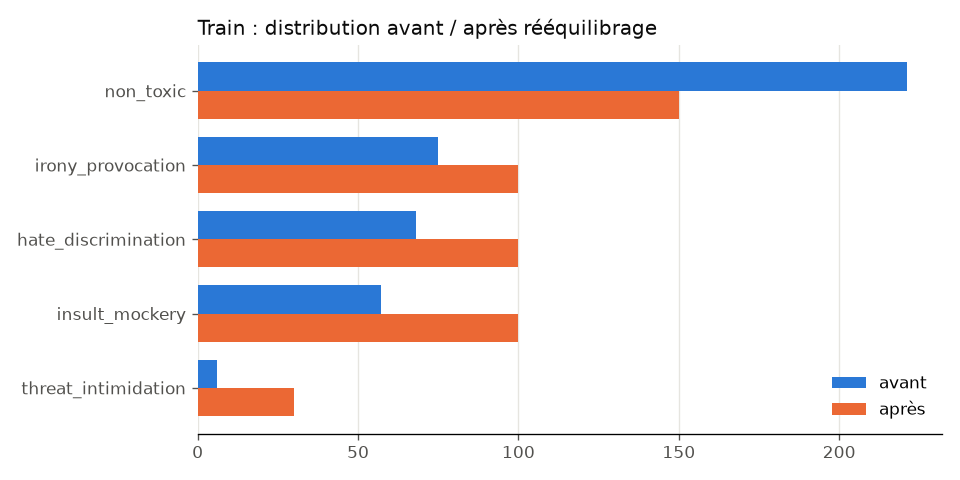 Train : distribution avant / après rééquilibrage
non_toxic
irony_provocation
hate_discrimination
insult_mockery
threat_intimidation
avant
après
0 50 100 150 200